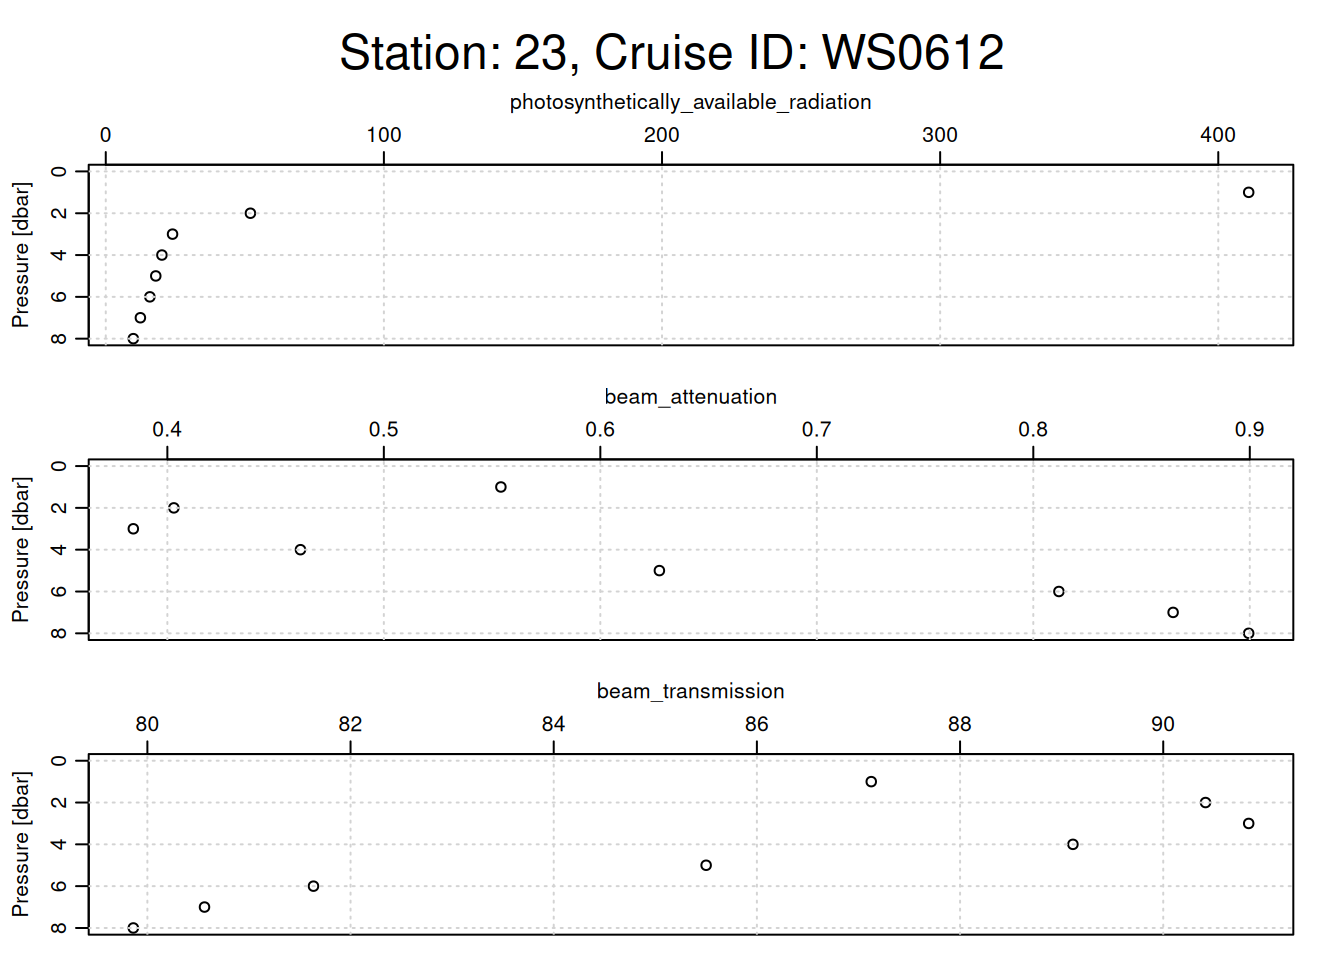 Station: 23, Cruise ID: WS0612
photosynthetically_available_radiation
0 100 200 300 400
Pressure [dbar]
0
2
4
6
8
beam_attenuation
0.4 0.5 0.6 0.7 0.8 0.9
Pressure [dbar]
0
2
4
6
8
beam_transmission
80 82 84 86 88 90
Pressure [dbar]
0
2
4
6
8